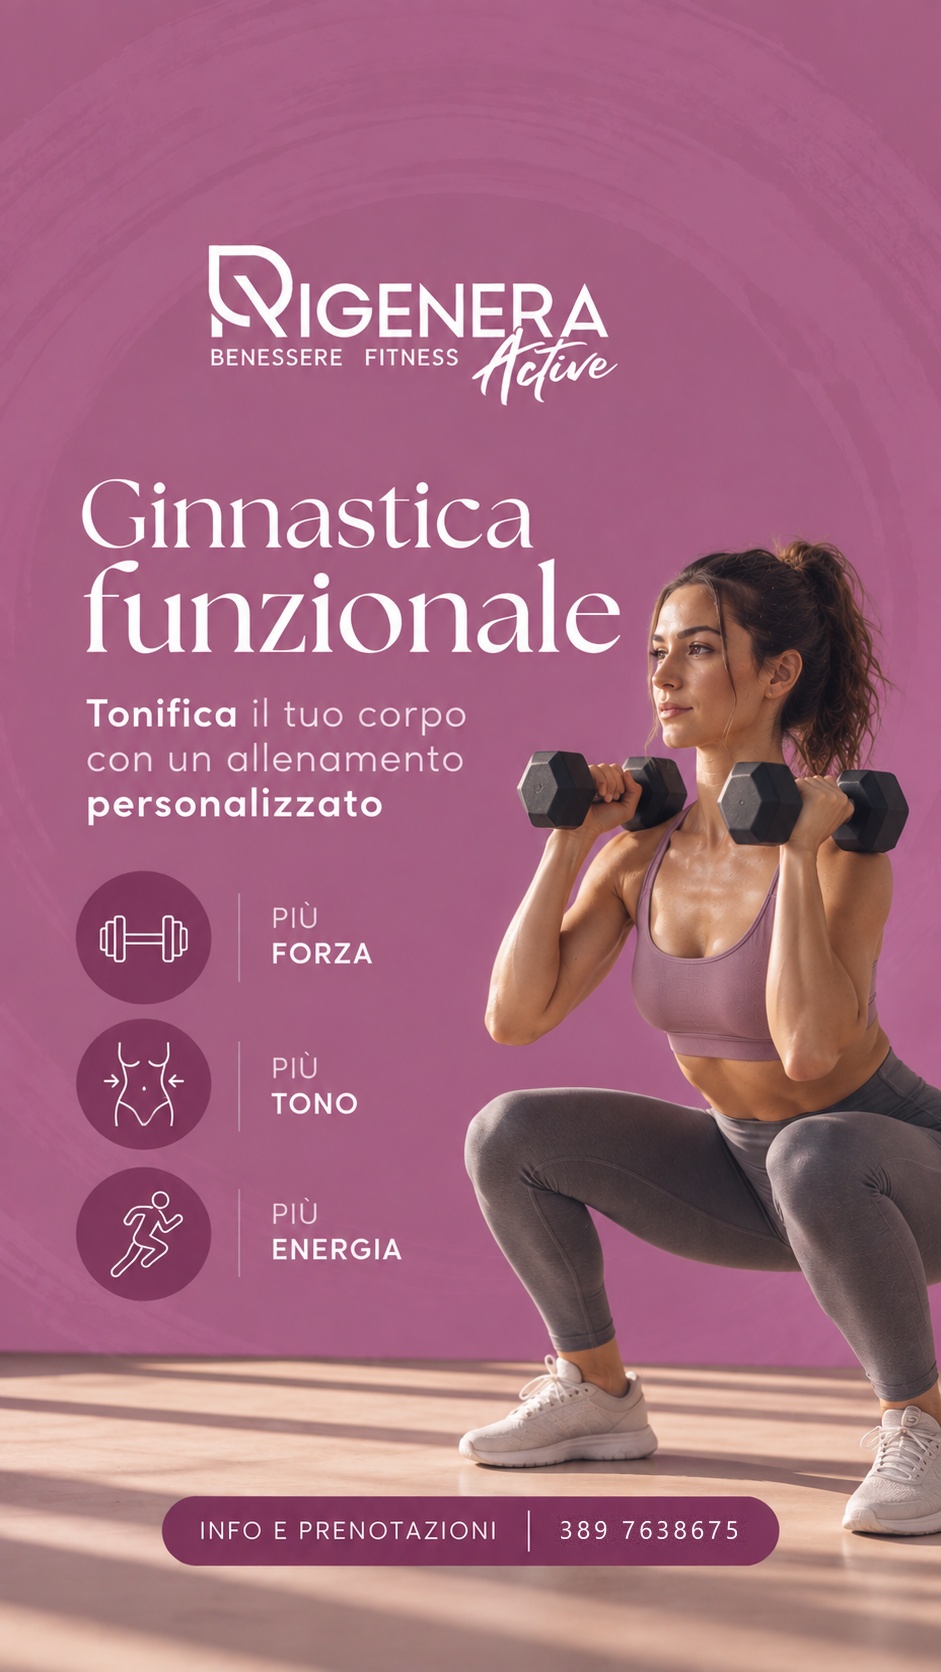 RIGENERA
BENESSERE FITNESS Active
Ginnastica
funzionale
Tonifica il tuo corpo
con un allenamento
personalizzato
PIÙ
FORZA
PIÙ
TONO
PIÙ
ENERGIA
INFO E PRENOTAZIONI | 389 7638675